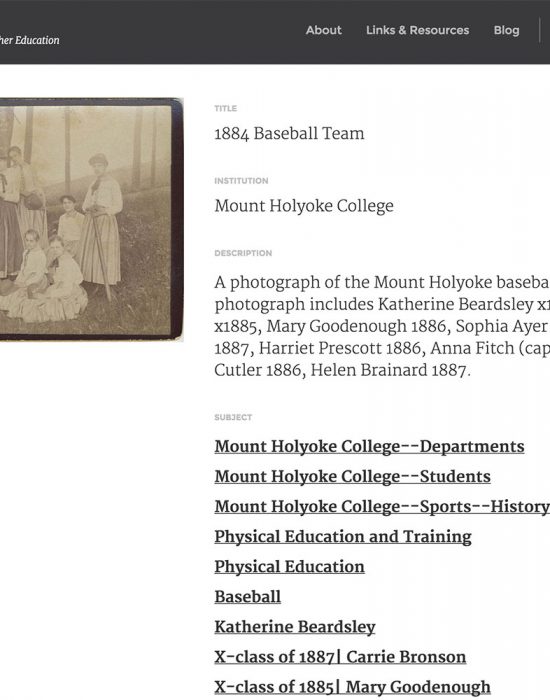 About Links & Resources Blog
her Education
TITLE
1884 Baseball Team
INSTITUTION
Mount Holyoke College
DESCRIPTION
A photograph of the Mount Holyoke baseba
photograph includes Katherine Beardsley x1
x1885, Mary Goodenough 1886, Sophia Ayer
1887, Harriet Prescott 1886, Anna Fitch (cap
Cutler 1886, Helen Brainard 1887.
SUBJECT
Mount Holyoke College--Departments
Mount Holyoke College--Students
Mount Holyoke College--Sports--History
Physical Education and Training
Physical Education
Baseball
Katherine Beardsley
X-class of 1887| Carrie Bronson
X-class of 1885| Mary Goodenough